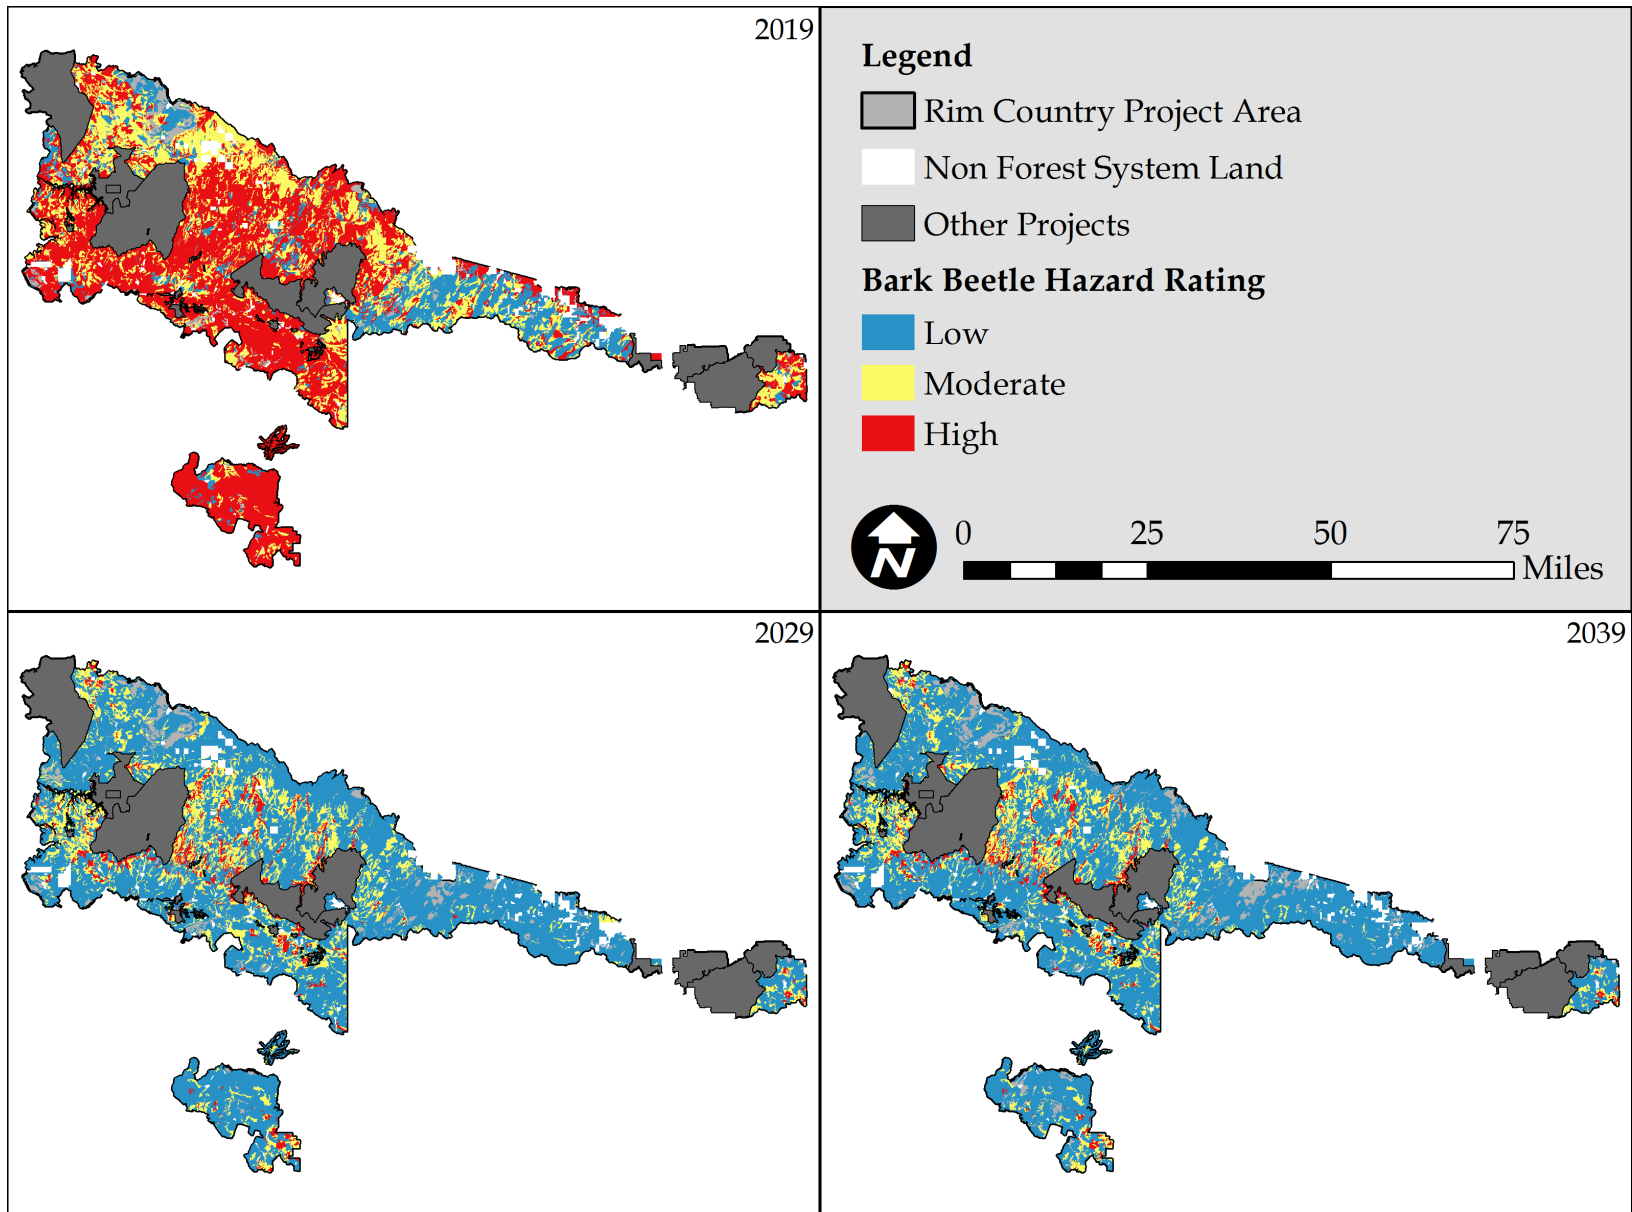 2019
Legend
Rim Country Project Area
Non Forest System Land
Other Projects
Bark Beetle Hazard Rating
Low
Moderate
High
N
0 25 50 75
Miles
2029
2039